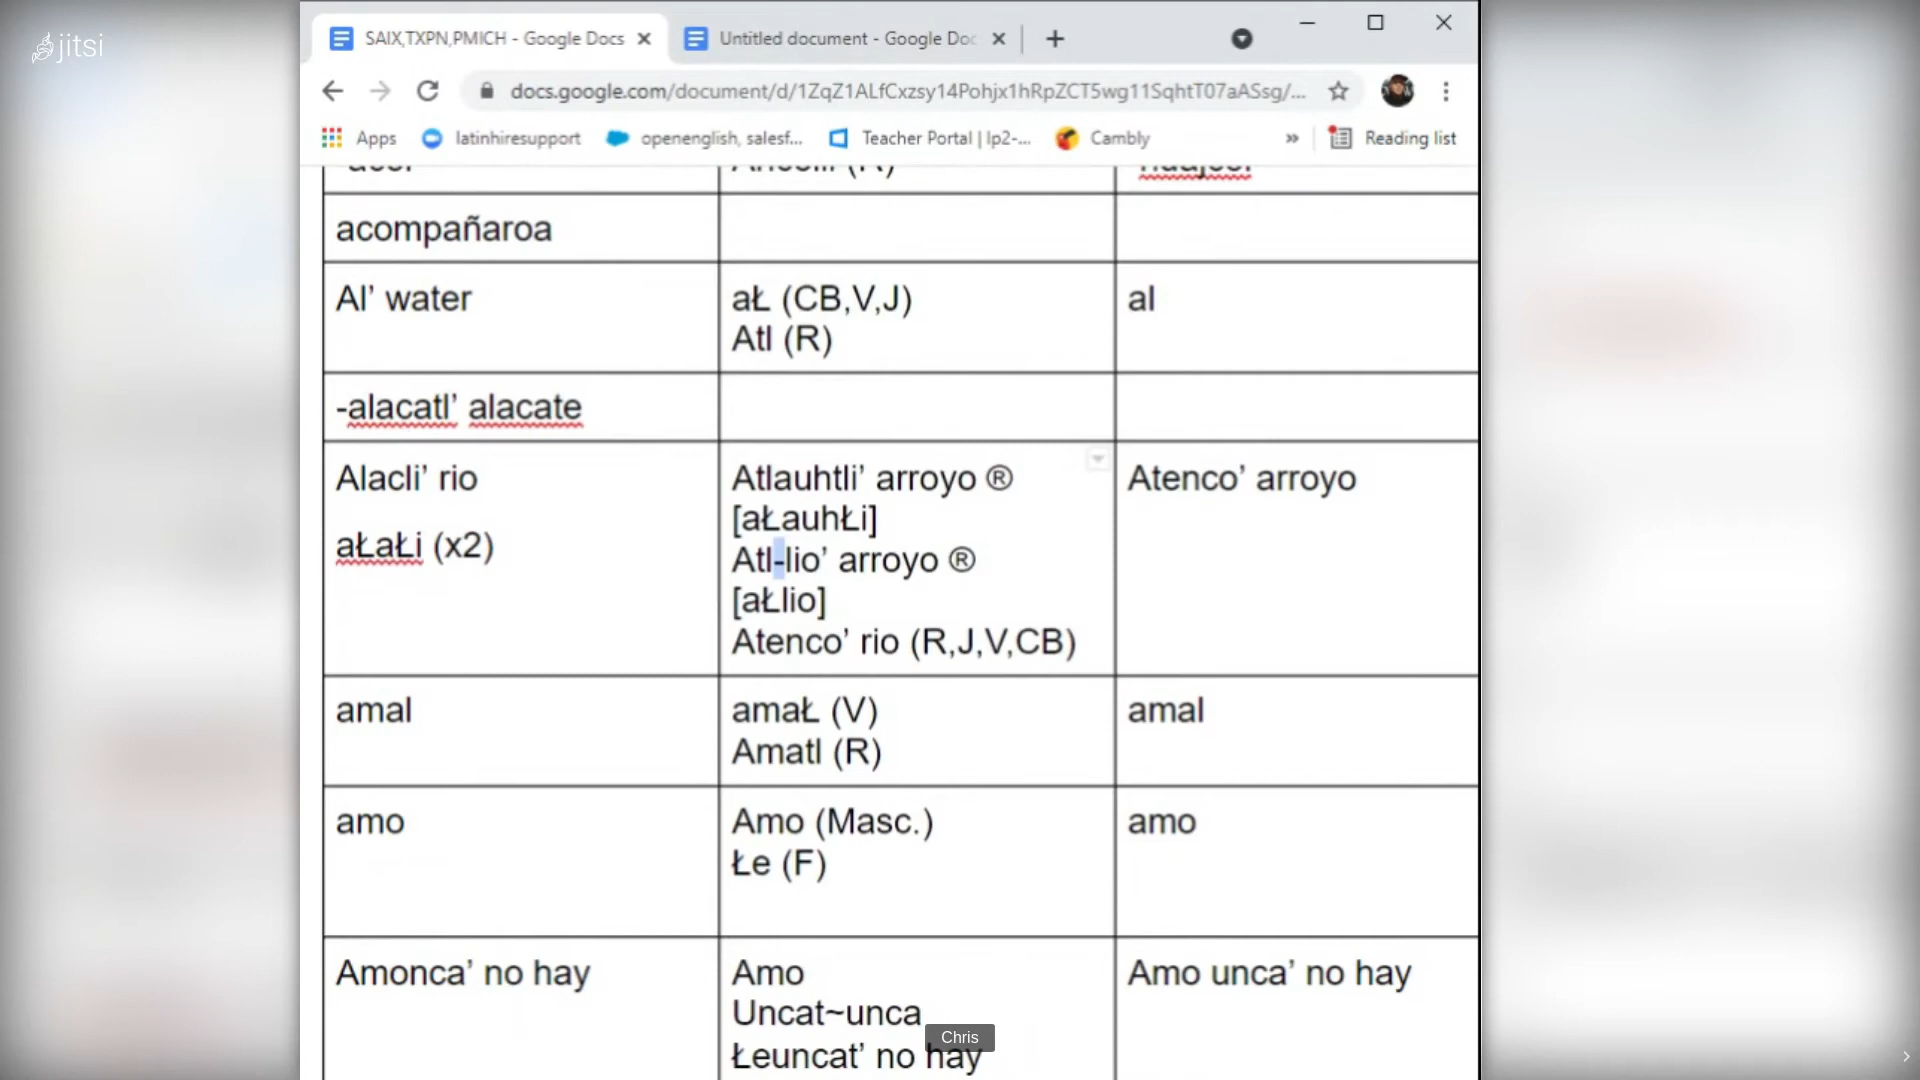 jitsi
SAIX,TXPN,PMICH - Google Docs
Untitled document - Google Doc
docs.google.com/document/d/1ZqZ1ALfCxzsy14Pohjx1hRpZCT5wg11SqhtT07aASsg/...
Apps latinhiresupport openenglish, salesf... Teacher Portal | lp2-... Cambly » Reading list
acompañaroa
Al’ water
aŁ (CB,V,J)
Atl (R)
al
-alacatl’ alacate
Alacli’ rio
aŁaŁi (x2)
Atlauhtli’ arroyo ®
[aŁauhŁi]
Atl-lio’ arroyo ®
[aŁlio]
Atenco’ rio (R,J,V,CB)
Atenco’ arroyo
amal
amaŁ (V)
Amatl (R)
amal
amo
Amo (Masc.)
Łe (F)
amo
Amonca’ no hay
Amo
Uncat~unca
Łeuncat’ no hay
Amo unca’ no hay
Chris